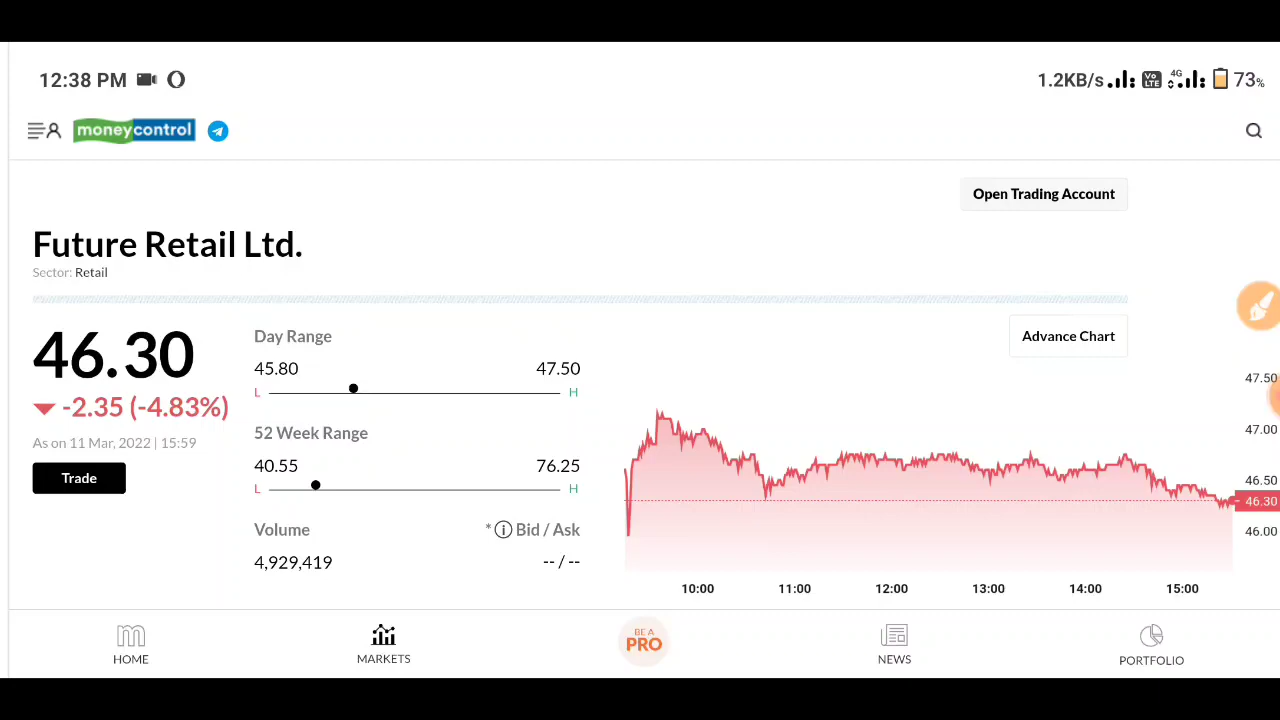 12:38 PM
1.2KB/s Vo LTE 4G 73%
moneycontrol
Open Trading Account
Future Retail Ltd.
Sector: Retail
46.30
-2.35 (-4.83%)
As on 11 Mar, 2022 | 15:59
Trade
Day Range
45.80 47.50
L H
52 Week Range
40.55 76.25
L H
Volume * i Bid / Ask
4,929,419 -- / --
Advance Chart
47.50
47.00
46.50
46.30
46.00
10:00 11:00 12:00 13:00 14:00 15:00
HOME
MARKETS
BE A
PRO
NEWS
PORTFOLIO